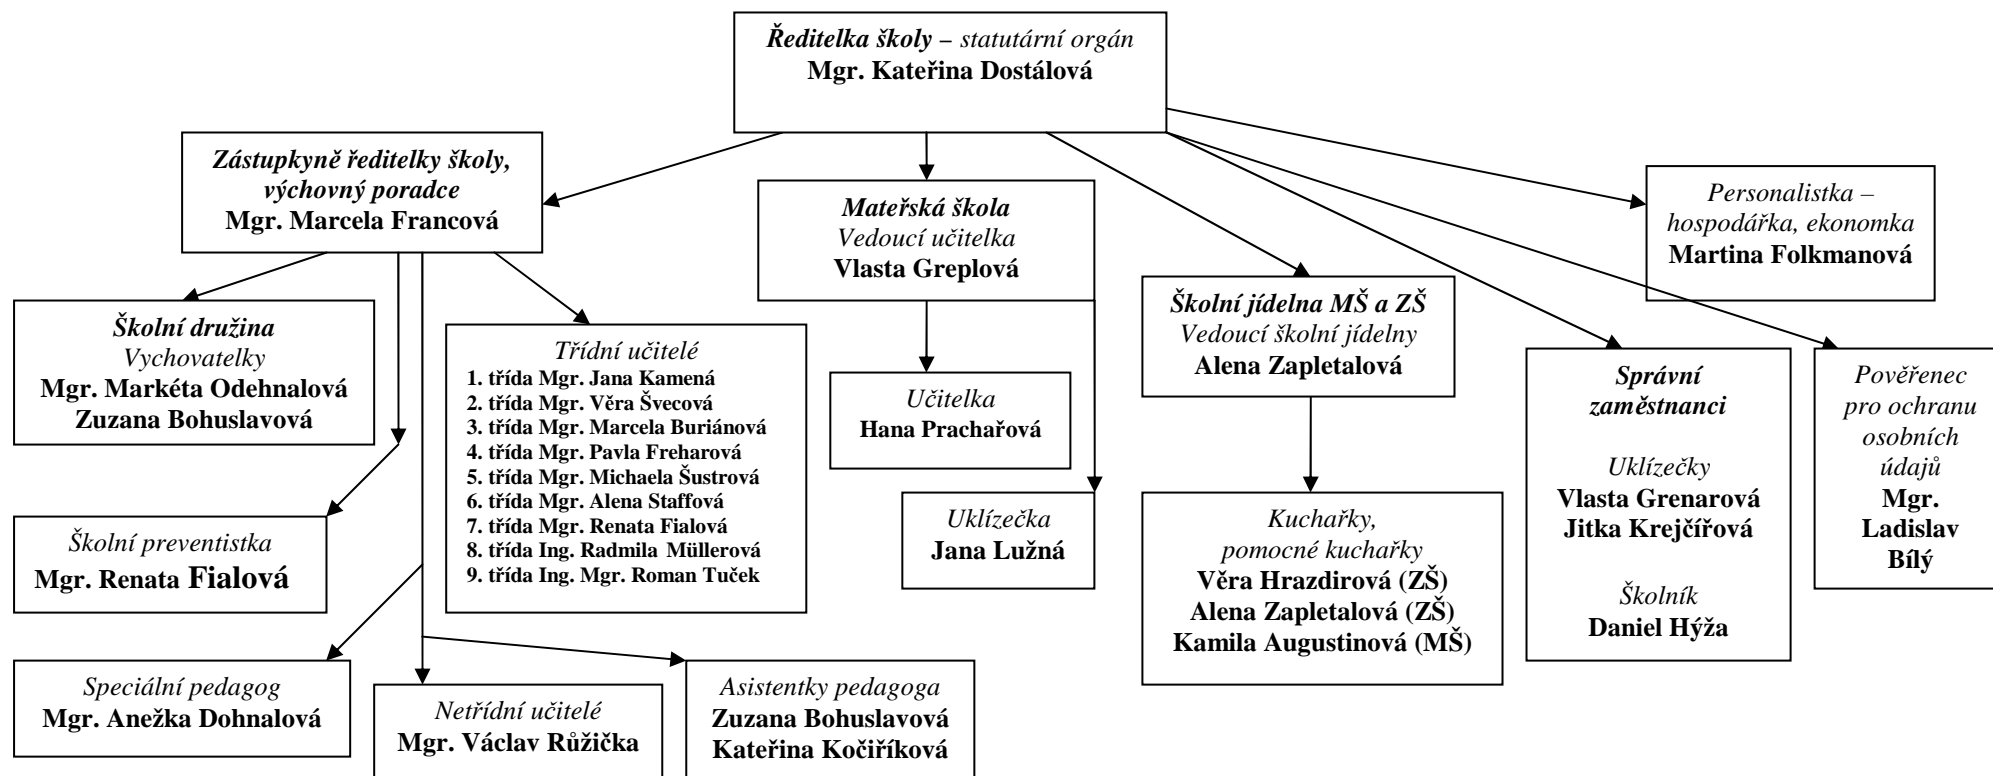 Ředitelka školy – statutární orgán
Mgr. Kateřina Dostálová
Zástupkyně ředitelky školy,
výchovný poradce
Mgr. Marcela Francová
Mateřská škola
Vedoucí učitelka
Vlasta Greplová
Personalistka –
hospodářka, ekonomka
Martina Folkmanová
Školní družina
Vychovatelky
Mgr. Markéta Odehnalová
Zuzana Bohuslavová
Třídní učitelé
1. třída Mgr. Jana Kamená
2. třída Mgr. Věra Švecová
3. třída Mgr. Marcela Buriánová
4. třída Mgr. Pavla Freharová
5. třída Mgr. Michaela Šustrová
6. třída Mgr. Alena Staffová
7. třída Mgr. Renata Fialová
8. třída Ing. Radmila Müllerová
9. třída Ing. Mgr. Roman Tuček
Učitelka
Hana Prachařová
Školní jídelna MŠ a ZŠ
Vedoucí školní jídelny
Alena Zapletalová
Správní
zaměstnanci
Uklízečky
Vlasta Grenarová
Jitka Krejčířová
Školník
Daniel Hýža
Pověřenec
pro ochranu
osobních
údajů
Mgr.
Ladislav
Bílý
Školní preventistka
Mgr. Renata Fialová
Uklízečka
Jana Lužná
Kuchařky,
pomocné kuchařky
Věra Hrazdirová (ZŠ)
Alena Zapletalová (ZŠ)
Kamila Augustinová (MŠ)
Speciální pedagog
Mgr. Anežka Dohnalová
Netřídní učitelé
Mgr. Václav Růžička
Asistentky pedagoga
Zuzana Bohuslavová
Kateřina Kočiříková